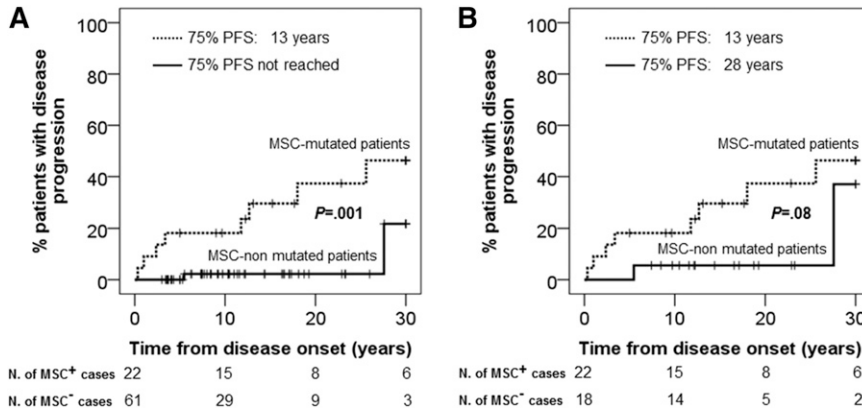 A
% patients with disease progression
100
80
60
40
20
0
75% PFS: 13 years
75% PFS not reached
MSC-mutated patients
P=.001
MSC-non mutated patients
0 10 20 30
Time from disease onset (years)
N. of MSC+ cases 22 15 8 6
N. of MSC- cases 61 29 9 3
B
% patients with disease progression
100
80
60
40
20
0
75% PFS: 13 years
75% PFS: 28 years
MSC-mutated patients
P=.08
MSC-non mutated patients
0 10 20 30
Time from disease onset (years)
N. of MSC+ cases 22 15 8 6
N. of MSC- cases 18 14 5 2